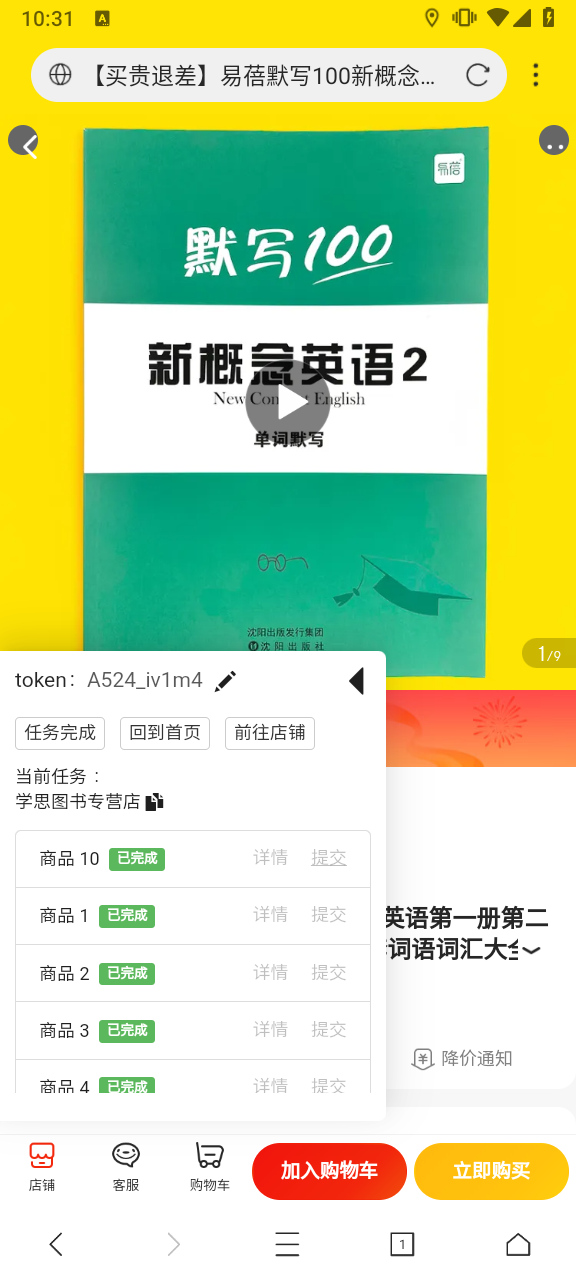 10:31
【买贵退差】易蓓默写100新概念...
易蓓
默写100
新概念英语2
单词默写
沈阳出版发行集团
沈阳出版社
1/9
token: A524_iv1m4
任务完成 回到首页 前往店铺
当前任务：
学思图书专营店
商品 10 已完成 详情 提交
商品 1 已完成 详情 提交
英语第一册第二
词语词汇大全
商品 2 已完成 详情 提交
商品 3 已完成 详情 提交
降价通知
商品 4 已完成 详情 提交
店铺 客服 购物车 加入购物车 立即购买
1